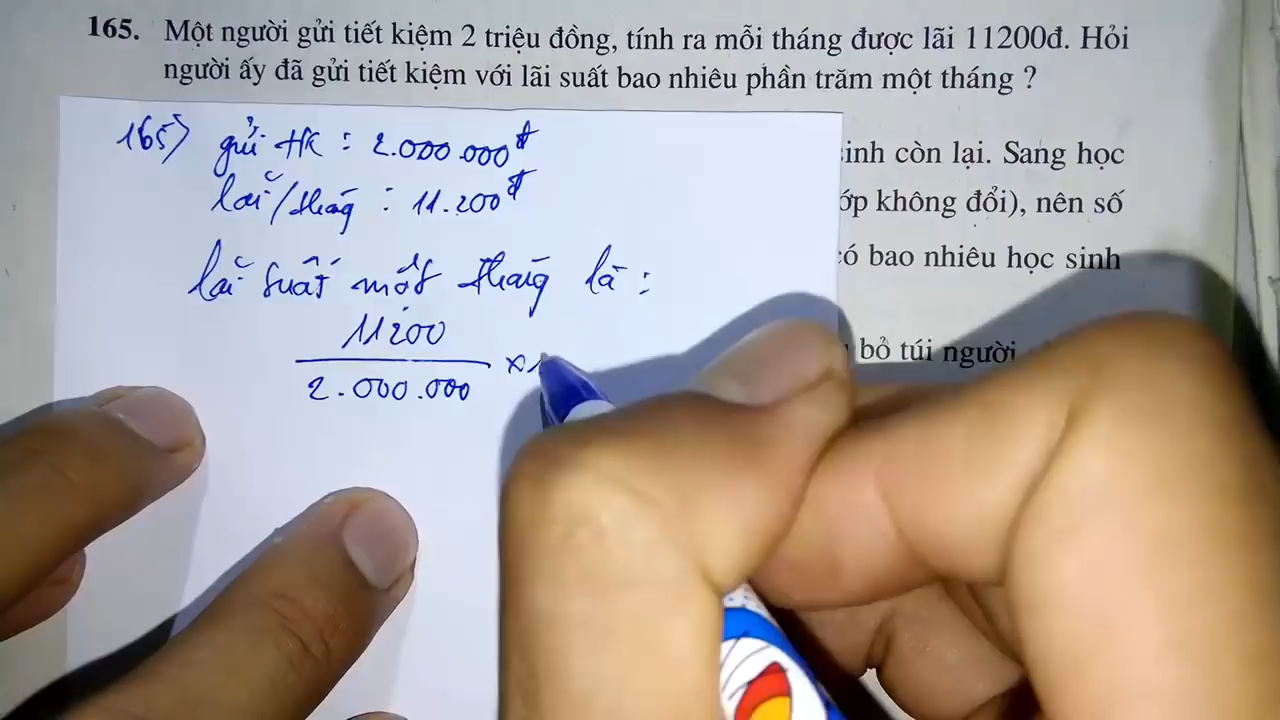 165. Một người gửi tiết kiệm 2 triệu đồng, tính ra mỗi tháng được lãi 11200đ. Hỏi
người ấy đã gửi tiết kiệm với lãi suất bao nhiêu phần trăm một tháng ?
165) gửi tk : 2.000.000đ
inh còn lại. Sang học
lãi/tháng : 11.200đ
ớp không đổi), nên số
lãi suất một tháng là :
có bao nhiêu học sinh
11200
2.000.000 ×1
bỏ túi người